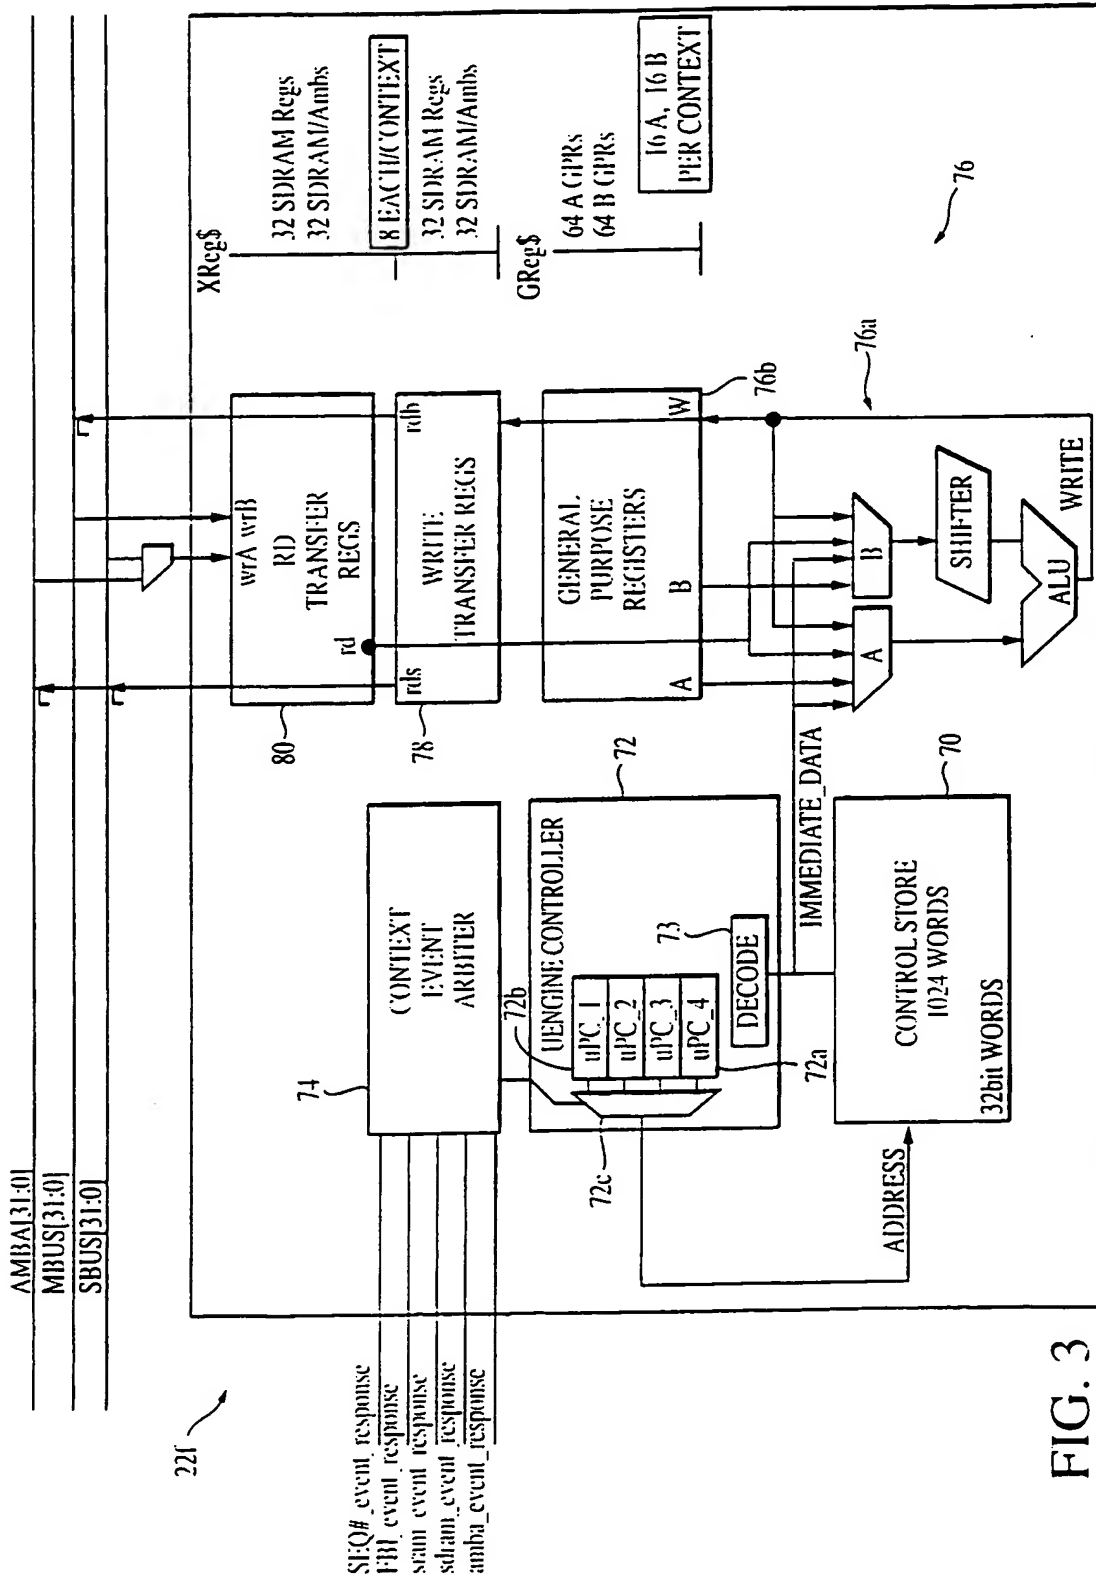 AMBA[31:0]
MBUS[31:0]
SBUS[31:0]
22f
SEQ#_event_response
FBI_event_response
sram_event_response
sdram_event_response
amba_event_response
74
CONTEXT
EVENT
ARBITER
72b
72
UENGINE CONTROLLER
uPC_1
uPC_2
uPC_3
uPC_4
72a
72c
73
DECODE
IMMEDIATE_DATA
ADDRESS
70
CONTROL STORE
1024 WORDS
32bit WORDS
80
wrA wrB
RD
TRANSFER
REGS
rd
78
rds
rdb
WRITE
TRANSFER REGS
GENERAL
PURPOSE
REGISTERS
A
B
W
76b
76a
A
B
SHIFTER
ALU
WRITE
XReg$
32 SDRAM Regs
32 SDRAM/Ambs
8 EACH/CONTEXT
32 SDRAM Regs
32 SDRAM/Ambs
GReg$
64 A GPRs
64 B GPRs
16 A, 16 B
PER CONTEXT
76
FIG. 3